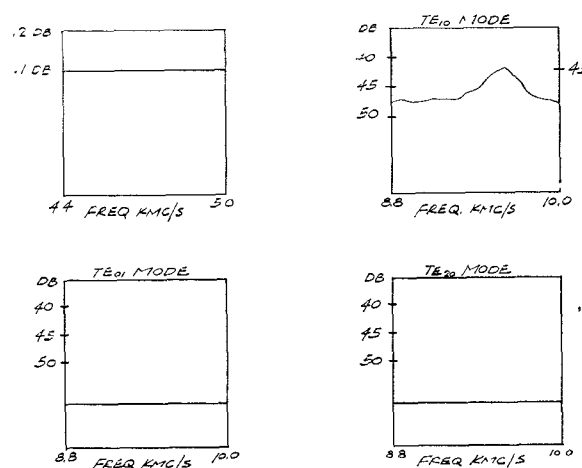 .2 DB
.1 DB
4.4 5.0
FREQ KMC/S
TE10 MODE
DB
40
45
50
45
8.8 10.0
FREQ. KMC/S
TE01 MODE
DB
40
45
50
8.8 10.0
FREQ KMC/S
TE20 MODE
DB
40
45
50
8.8 10.0
FREQ KMC/S